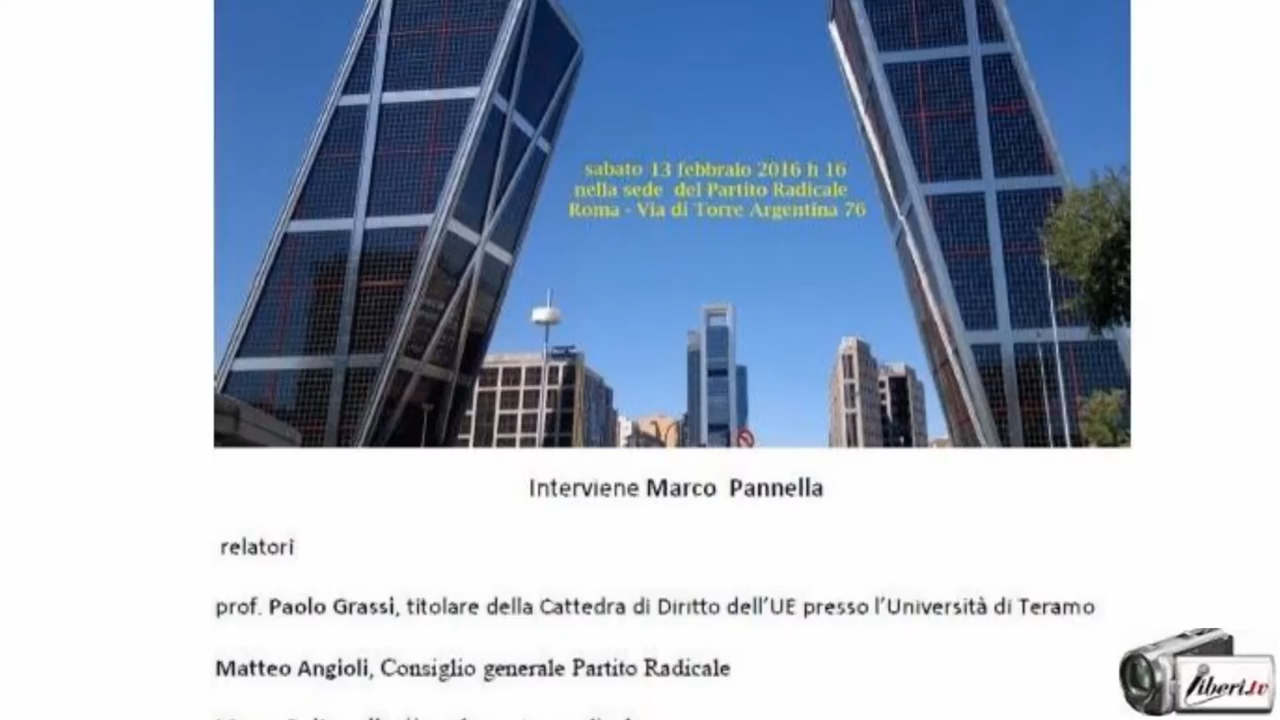 sabato 13 febbraio 2016 h 16
nella sede del Partito Radicale
Roma - Via di Torre Argentina 76
Interviene Marco Pannella
relatori
prof. Paolo Grassi, titolare della Cattedra di Diritto dell'UE presso l'Università di Teramo
Matteo Angioli, Consiglio generale Partito Radicale
liberi.tv